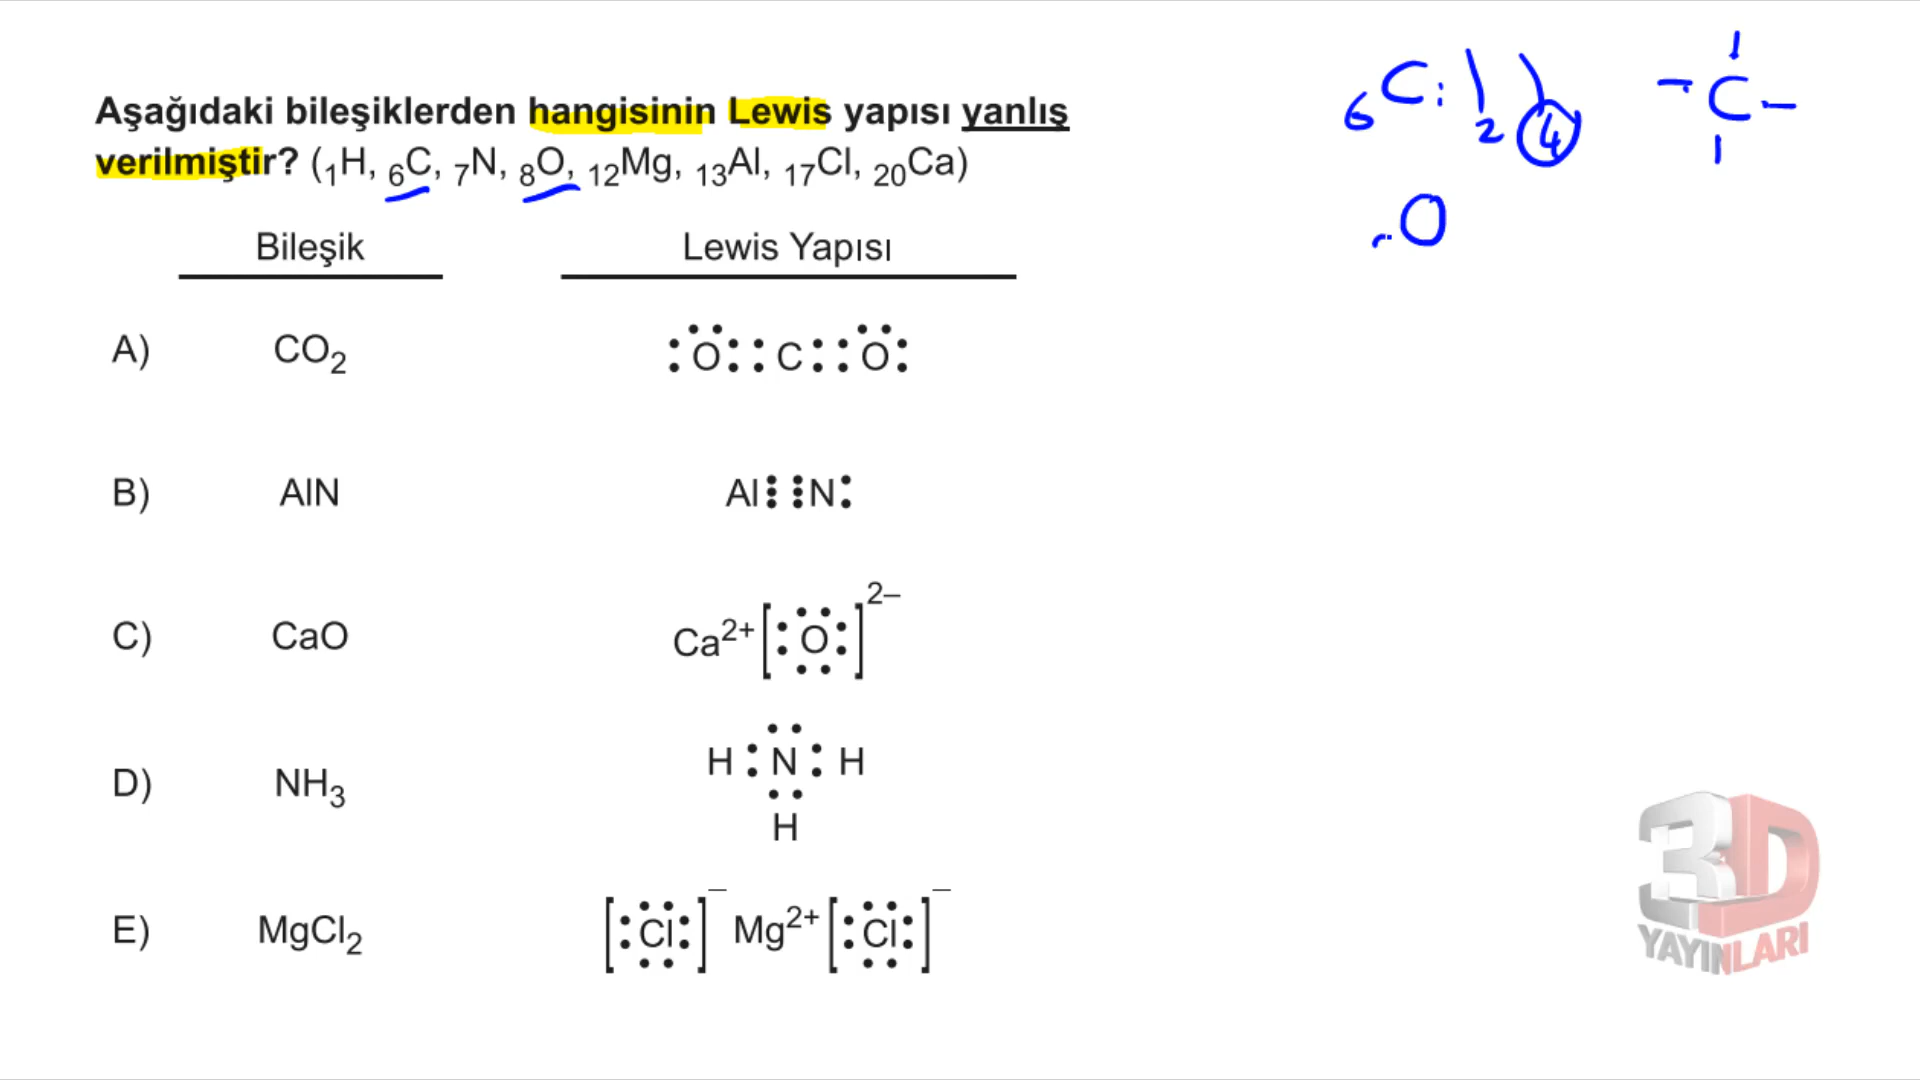 Aşağıdaki bileşiklerden hangisinin Lewis yapısı yanlış
verilmiştir? (₁H, ₆C, ₇N, ₈O, ₁₂Mg, ₁₃Al, ₁₇Cl, ₂₀Ca)
Bileşik Lewis Yapısı
A) CO₂ :O::C::O:
B) AlN Al⋮⋮N:
C) CaO Ca²⁺[:O:]²⁻
D) NH₃ H:N:H
H
E) MgCl₂ [:Cl:]⁻ Mg²⁺ [:Cl:]⁻
₆C: ) ) 2 4
C
O
3D
YAYINLARI